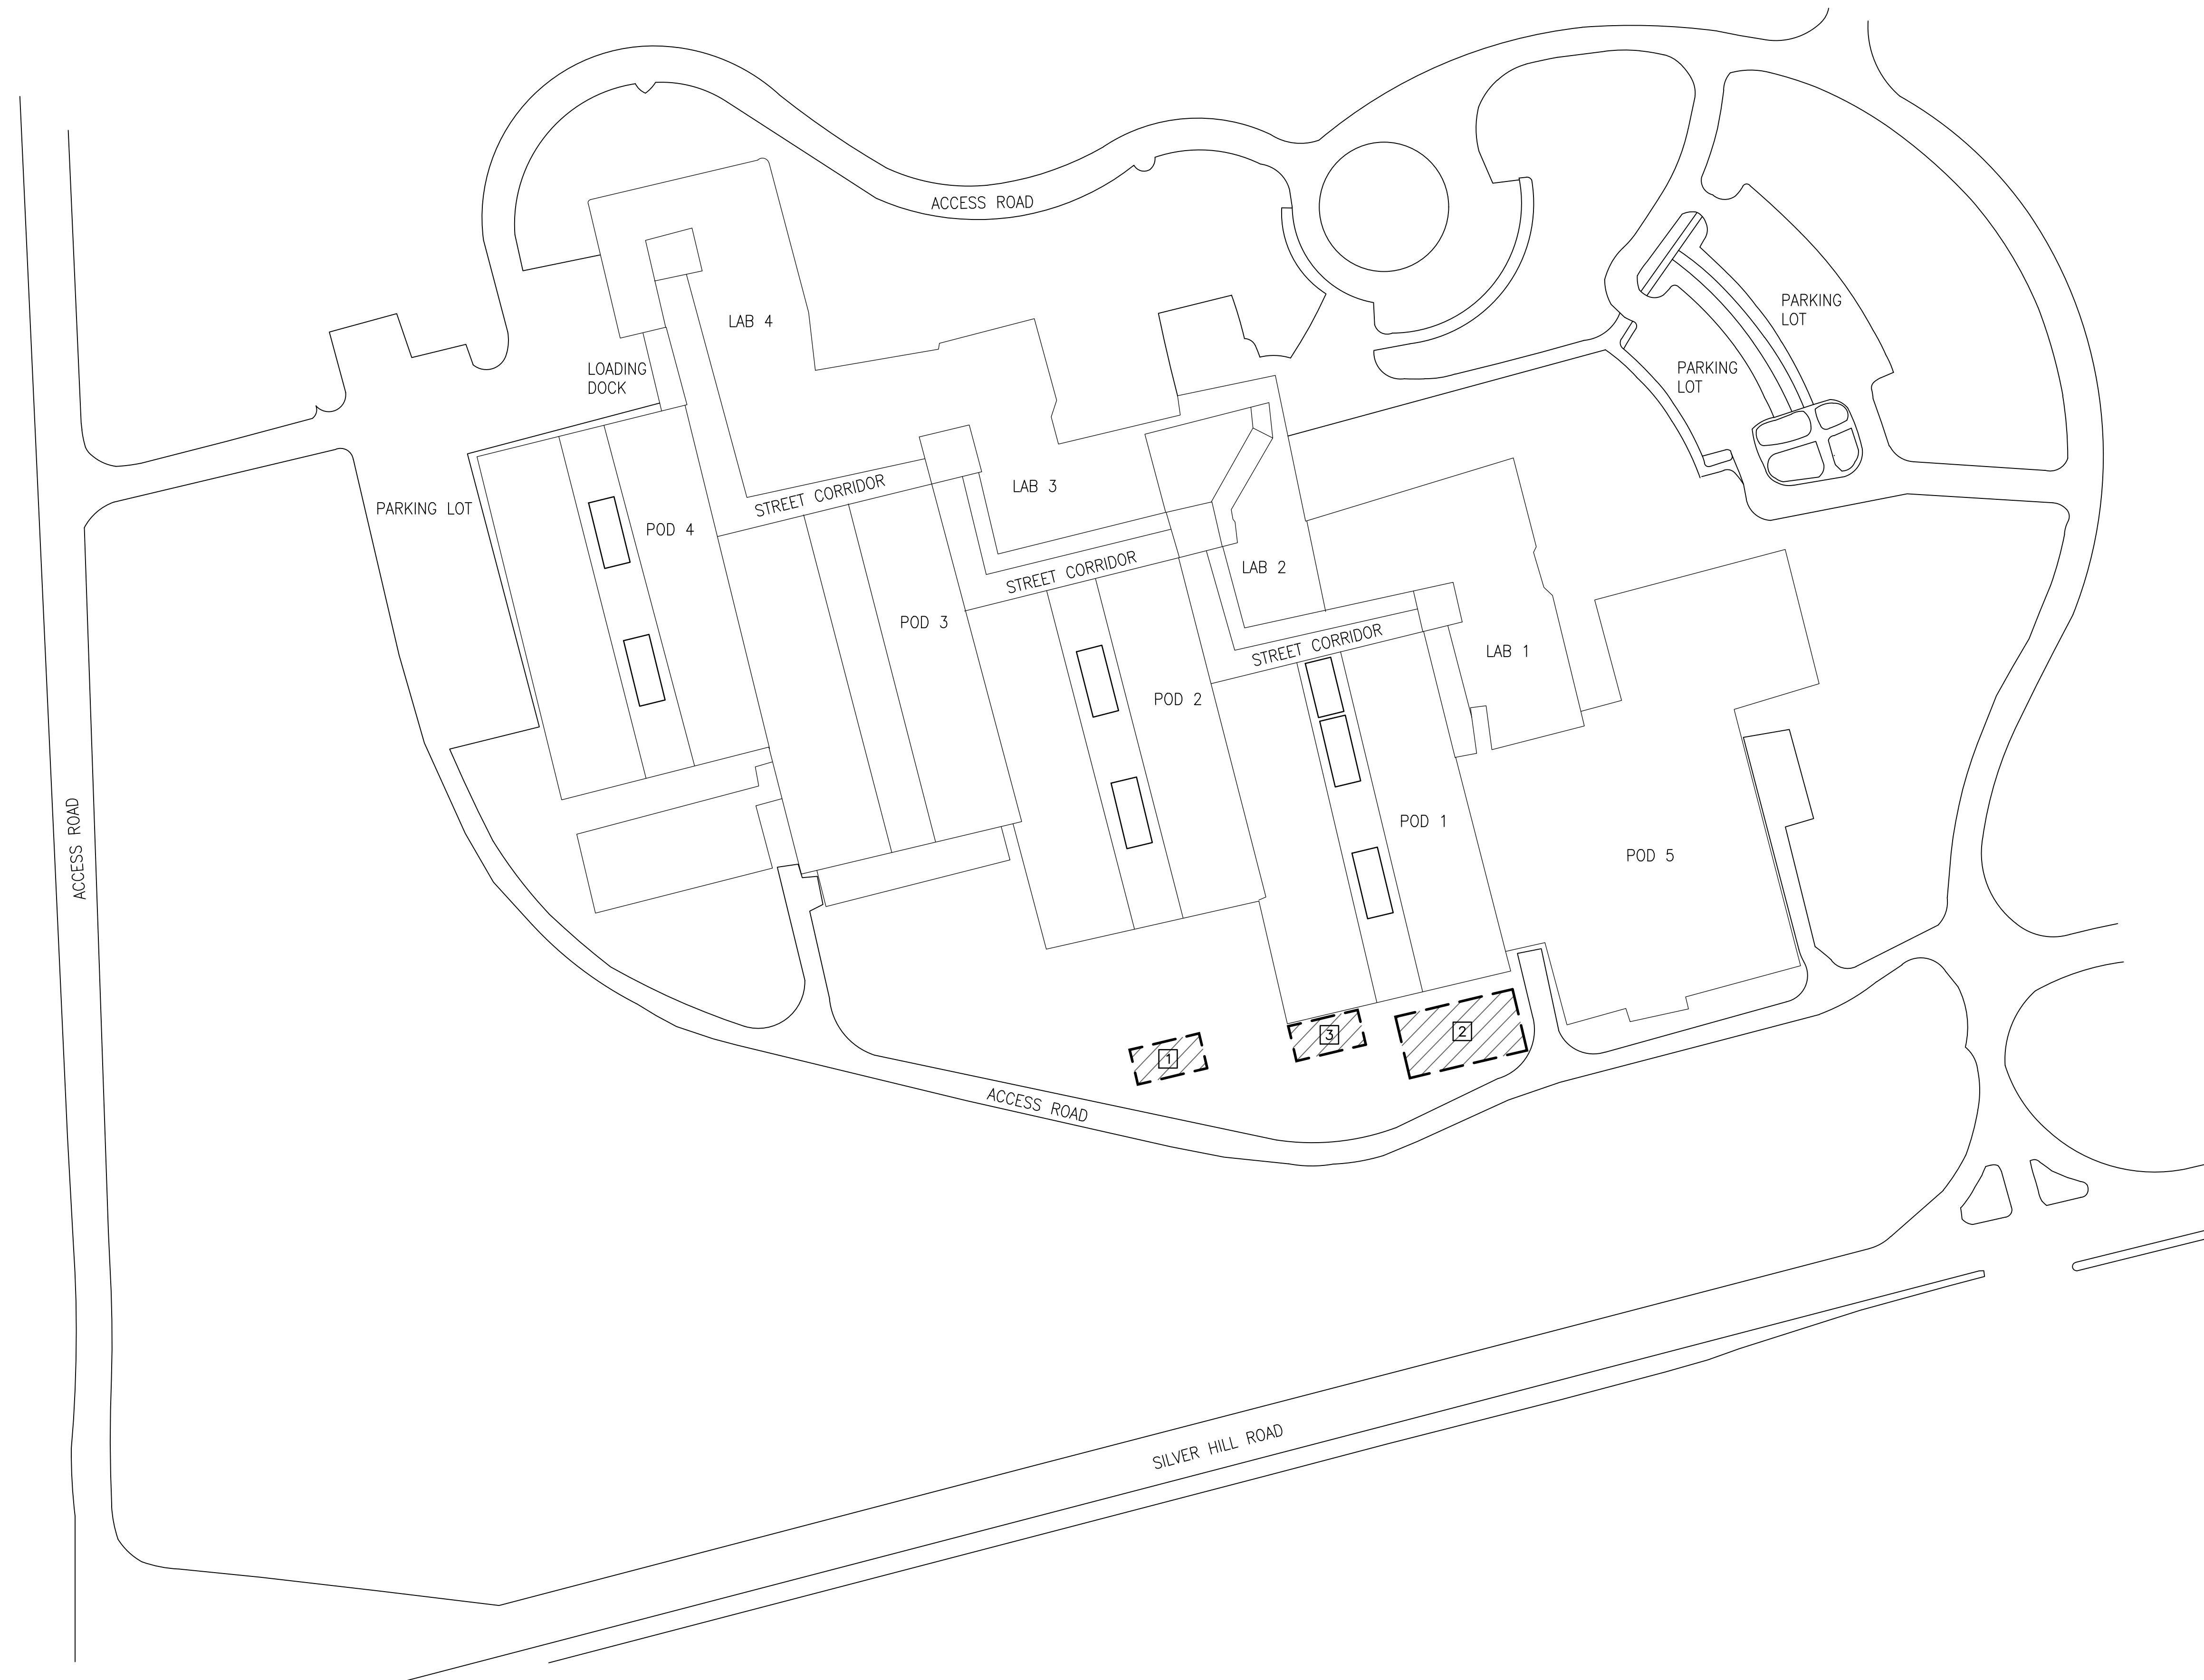 ACCESS ROAD
LAB 4
PARKING
LOT
PARKING
LOT
LOADING
DOCK
STREET CORRIDOR
LAB 3
PARKING LOT
POD 4
STREET CORRIDOR
LAB 2
POD 3
STREET CORRIDOR
LAB 1
POD 2
POD 1
ACCESS ROAD
POD 5
3
2
1
ACCESS ROAD
SILVER HILL ROAD